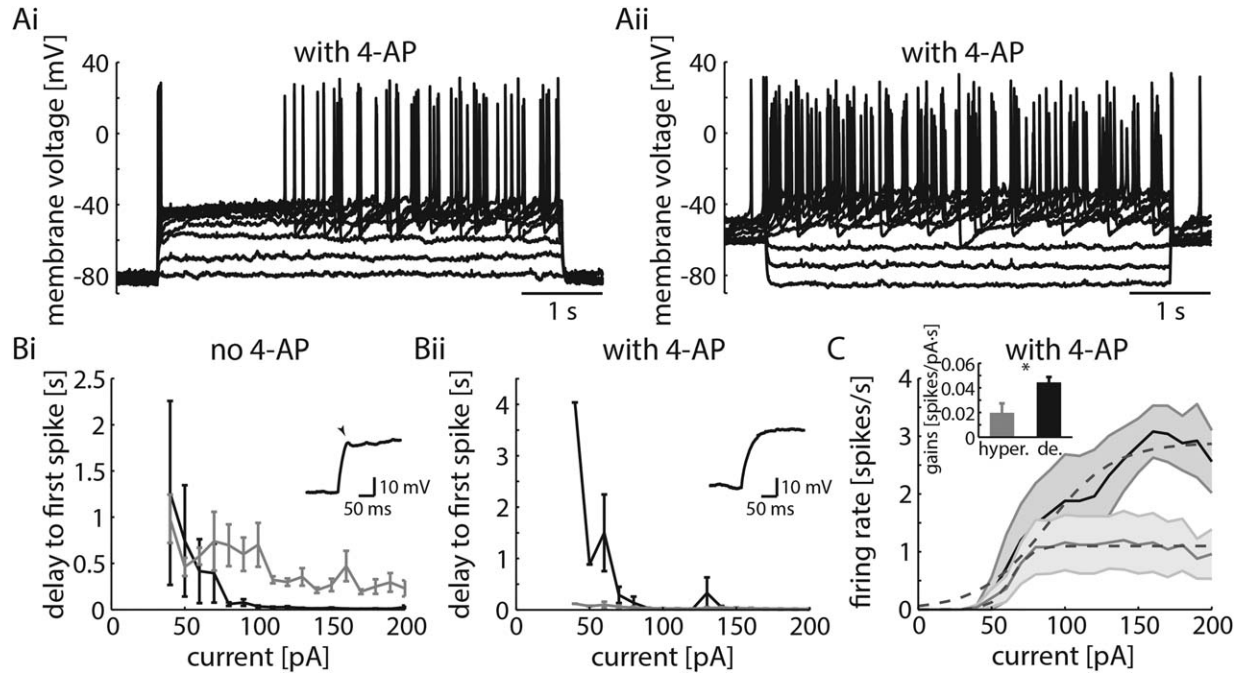 Ai
with 4-AP
membrane voltage [mV]
40
0
-40
-80
1 s
Aii
with 4-AP
membrane voltage [mV]
40
0
-40
-80
1 s
Bi
no 4-AP
delay to first spike [s]
2.5
2
1.5
1
0.5
0
0
50
100
150
200
current [pA]
10 mV
50 ms
Bii
with 4-AP
delay to first spike [s]
4
3
2
1
0
0
50
100
150
200
current [pA]
10 mV
50 ms
C
with 4-AP
firing rate [spikes/s]
4
3
2
1
0
0
50
100
150
200
current [pA]
gains [spikes/pA·s]
0.06
0.04
0.02
0
*
hyper.
de.